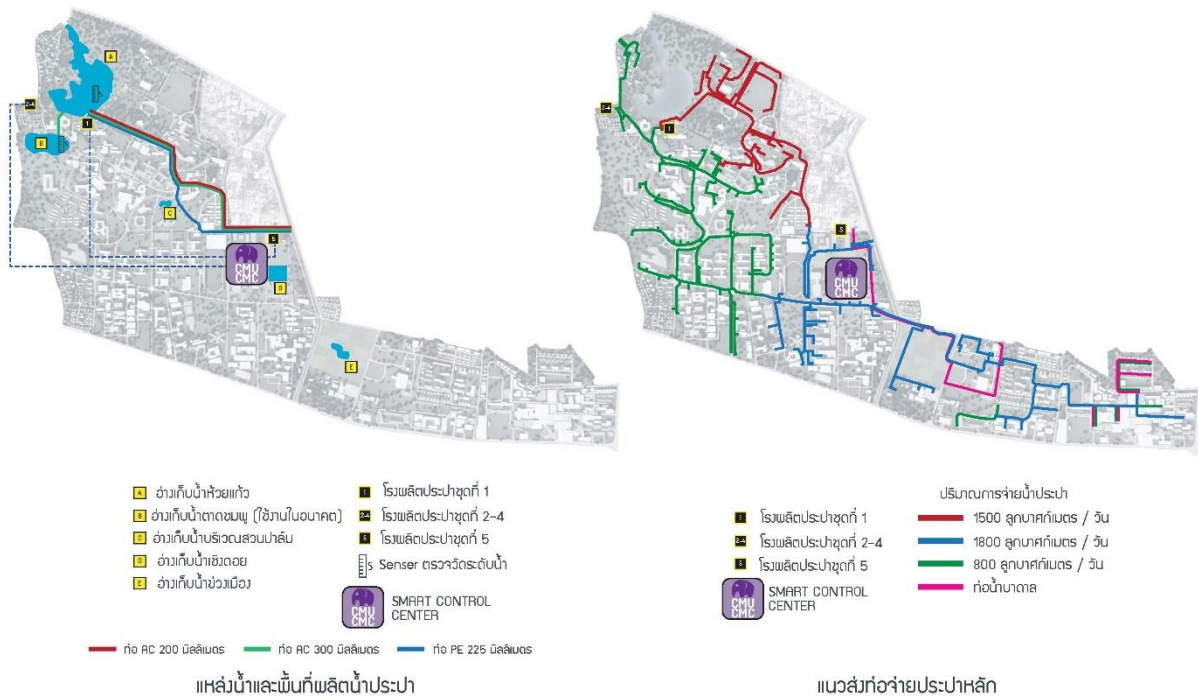 A
2-4
1
B
C
5
CMU
CMC
D
E
A อ่างเก็บน้ำห้วยแก้ว
B อ่างเก็บน้ำตาดชมพู (ใช้งานในอนาคต)
C อ่างเก็บน้ำบริเวณสวนปาล์ม
D อ่างเก็บน้ำเชิงดอย
E อ่างเก็บน้ำข่วงเมือง
1 โรงผลิตประปาชุดที่ 1
2-4 โรงผลิตประปาชุดที่ 2-4
5 โรงผลิตประปาชุดที่ 5
S Senser ตรวจวัดระดับน้ำ
CMU
CMC
SMART CONTROL
CENTER
ท่อ AC 200 มิลลิเมตร ท่อ AC 300 มิลลิเมตร ท่อ PE 225 มิลลิเมตร
แหล่งน้ำและพื้นที่ผลิตน้ำประปา
2-4
1
5
CMU
CMC
1 โรงผลิตประปาชุดที่ 1
2-4 โรงผลิตประปาชุดที่ 2-4
5 โรงผลิตประปาชุดที่ 5
CMU
CMC
SMART CONTROL
CENTER
ปริมาณการจ่ายน้ำประปา
1500 ลูกบาศก์เมตร / วัน
1800 ลูกบาศก์เมตร / วัน
800 ลูกบาศก์เมตร / วัน
ท่อน้ำบาดาล
แนวส่งท่อจ่ายประปาหลัก